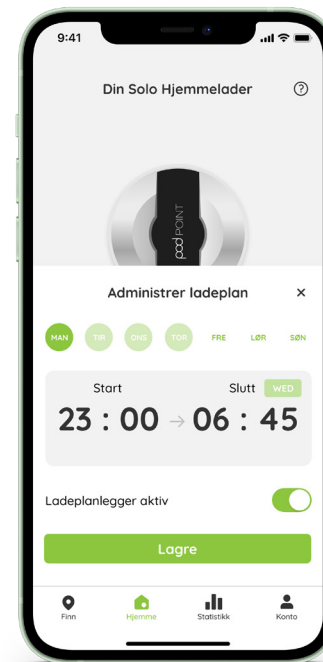 9:41
Din Solo Hjemmelader
?
pod POINT
Administrer ladeplan
MAN TIR ONS TOR FRE LØR SØN
Start Slutt WED
23 : 00 → 06 : 45
Ladeplanlegger aktiv
Lagre
Finn Hjemme Statistikk Konto